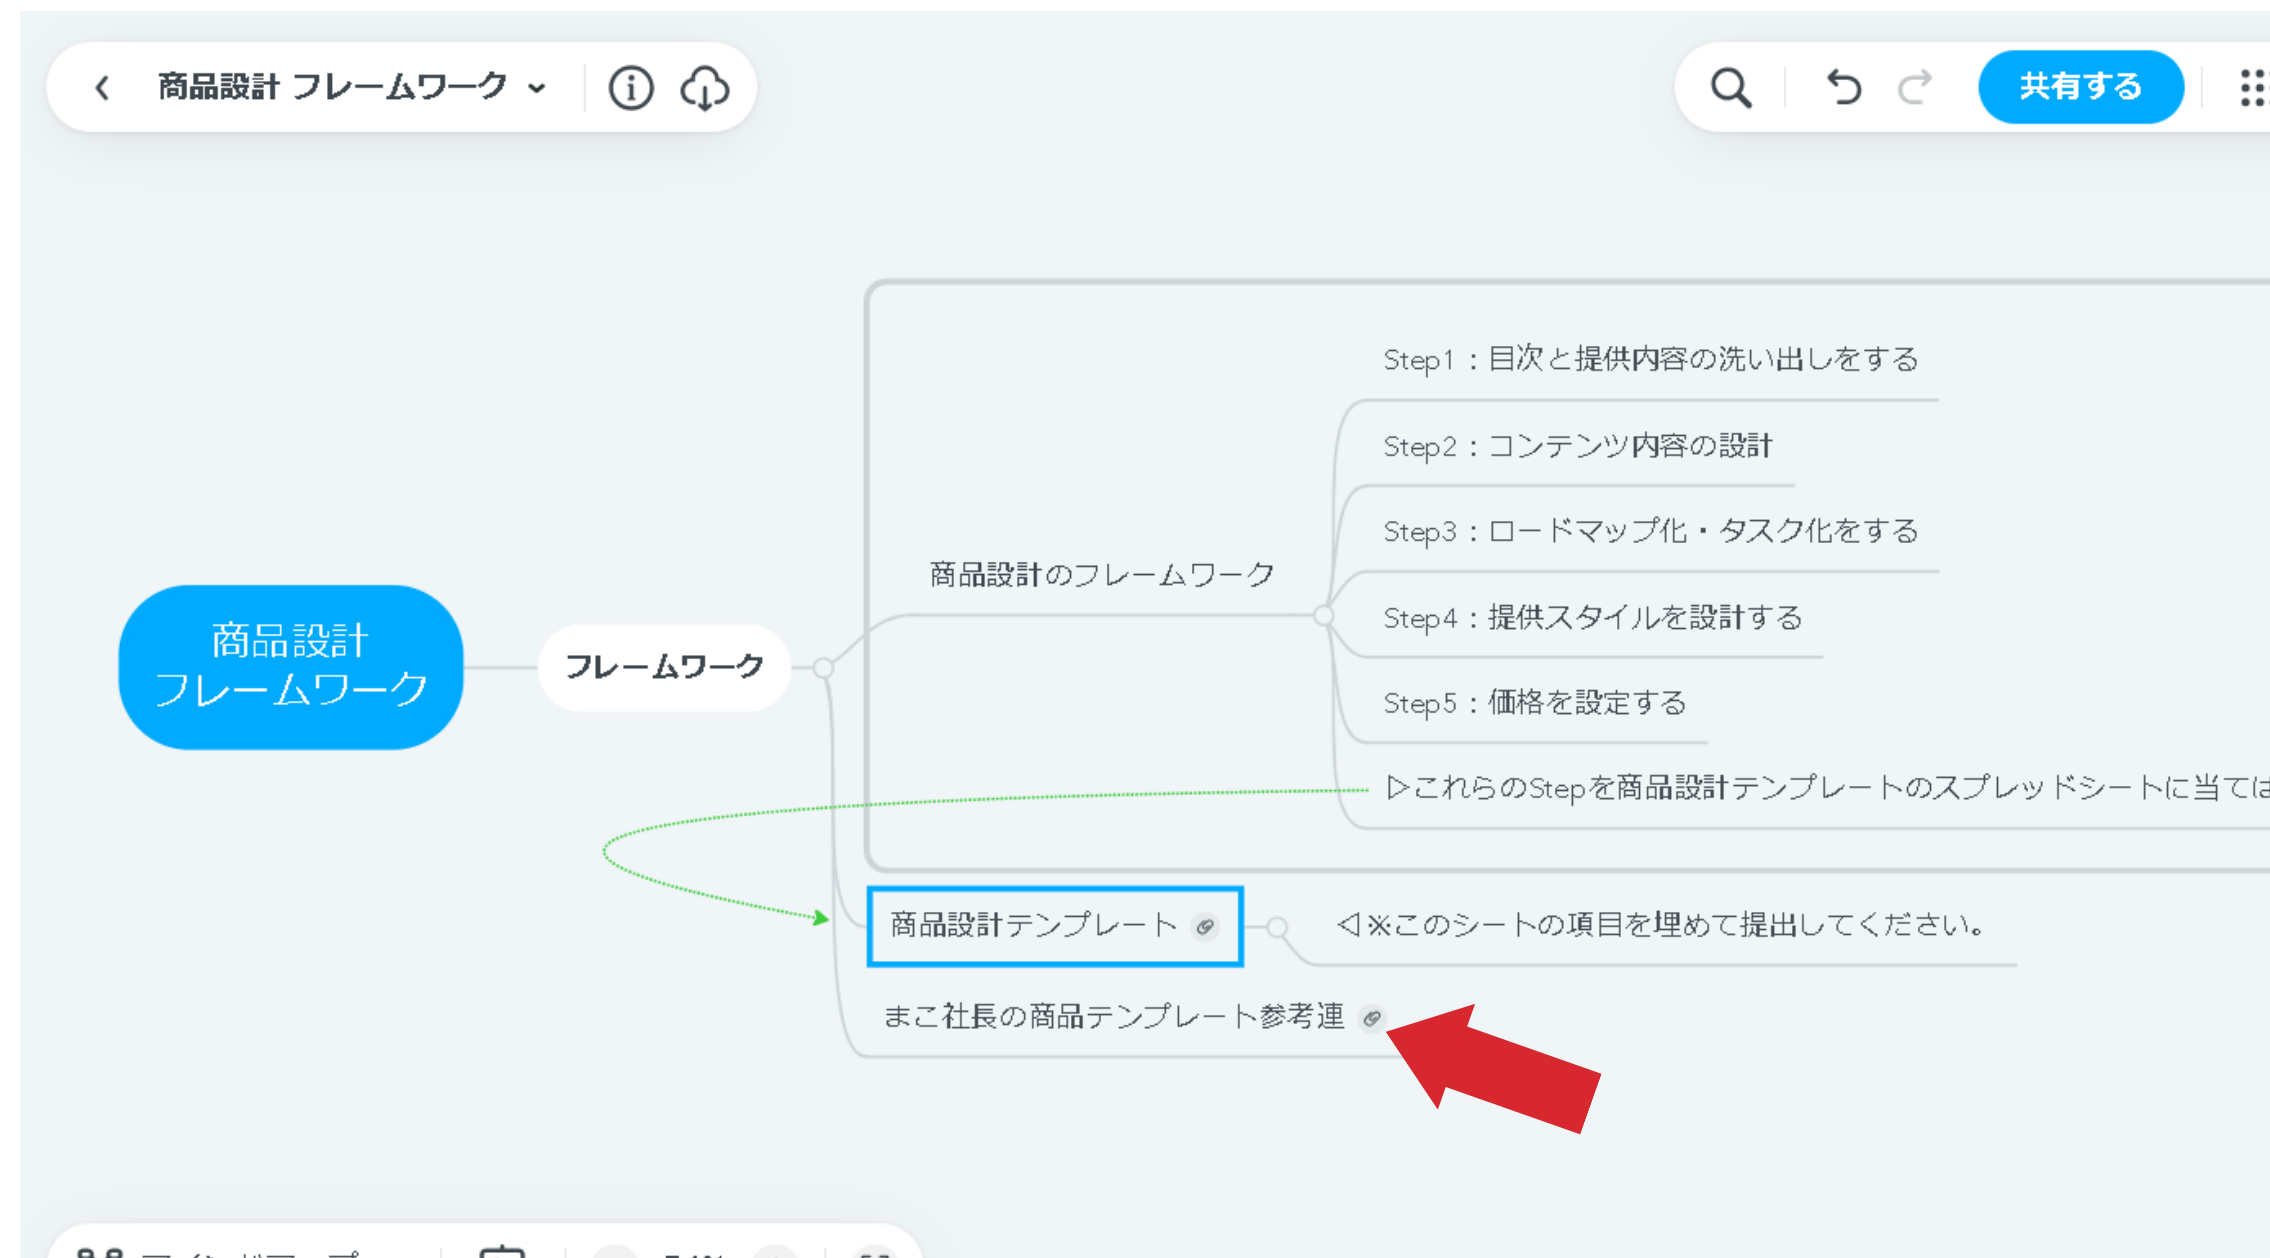 商品設計 フレームワーク
共有する
Step1：目次と提供内容の洗い出しをする
Step2：コンテンツ内容の設計
Step3：ロードマップ化・タスク化をする
商品設計のフレームワーク
Step4：提供スタイルを設計する
商品設計
フレームワーク
フレームワーク
Step5：価格を設定する
▷これらのStepを商品設計テンプレートのスプレッドシートに当ては
商品設計テンプレート
◁※このシートの項目を埋めて提出してください。
まこ社長の商品テンプレート参考連